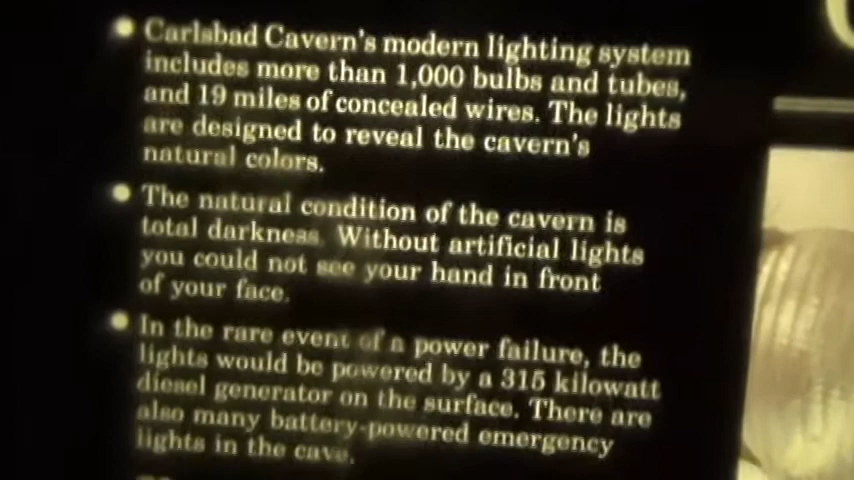 • Carlsbad Cavern's modern lighting system
includes more than 1,000 bulbs and tubes,
and 19 miles of concealed wires. The lights
are designed to reveal the cavern's
natural colors.
• The natural condition of the cavern is
total darkness. Without artificial lights
you could not see your hand in front
of your face.
• In the rare event of a power failure, the
lights would be powered by a 315 kilowatt
diesel generator on the surface. There are
also many battery-powered emergency
lights in the cave.